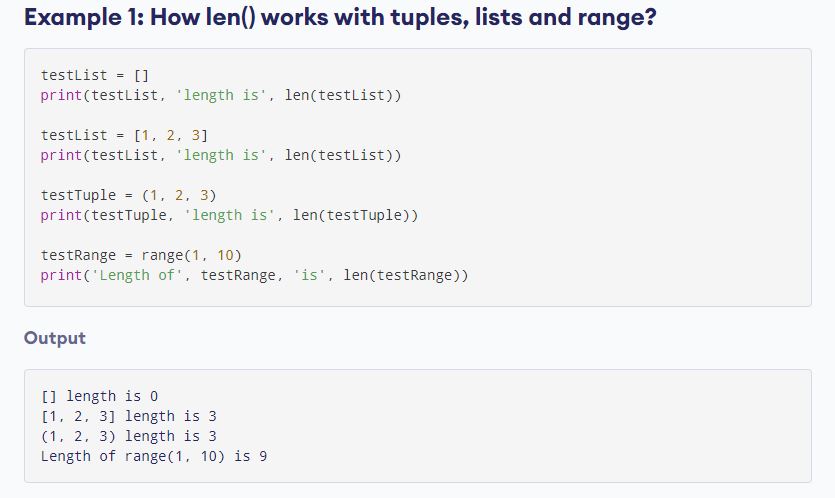 Example 1: How len() works with tuples, lists and range?
testList = []
print(testList, 'length is', len(testList))
testList = [1, 2, 3]
print(testList, 'length is', len(testList))
testTuple = (1, 2, 3)
print(testTuple, 'length is', len(testTuple))
testRange = range(1, 10)
print('Length of', testRange, 'is', len(testRange))
Output
[] length is 0
[1, 2, 3] length is 3
(1, 2, 3) length is 3
Length of range(1, 10) is 9